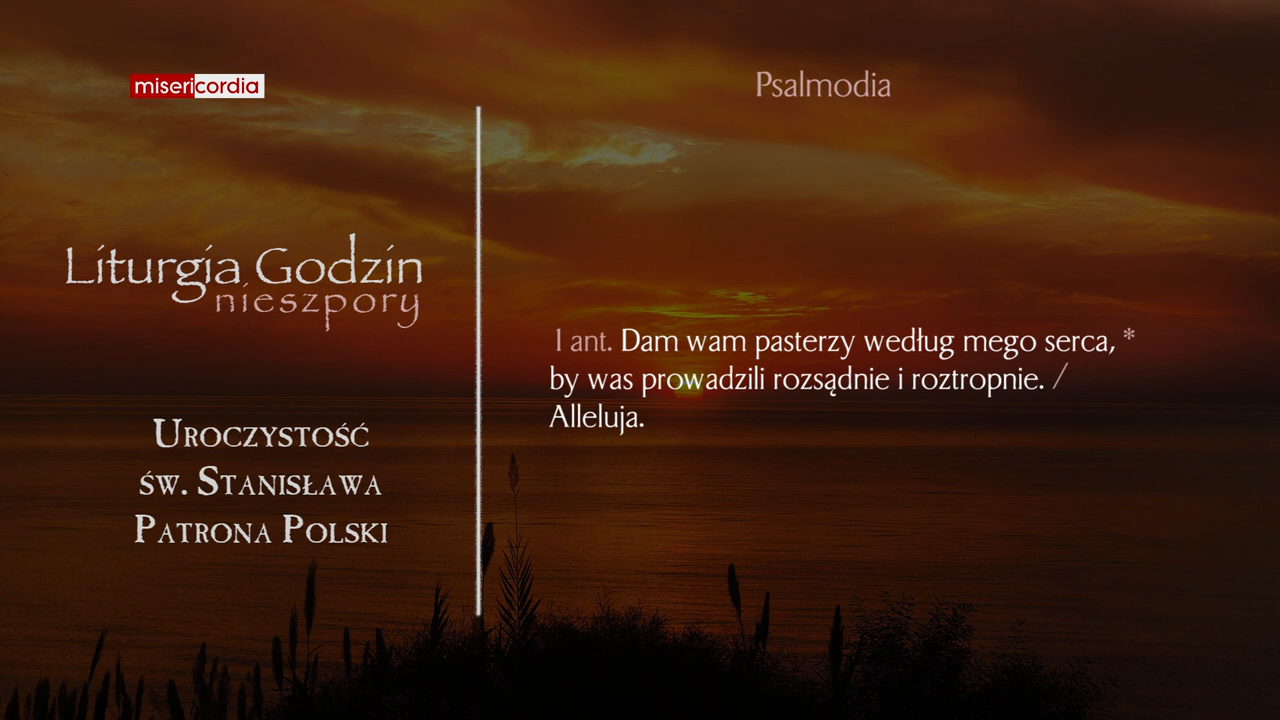 misericordia
Liturgia Godzin
nieszpory
Uroczystość
św. Stanisława
Patrona Polski
Psalmodia
1 ant. Dam wam pasterzy według mego serca, *
by was prowadzili rozsądnie i roztropnie. /
Alleluja.